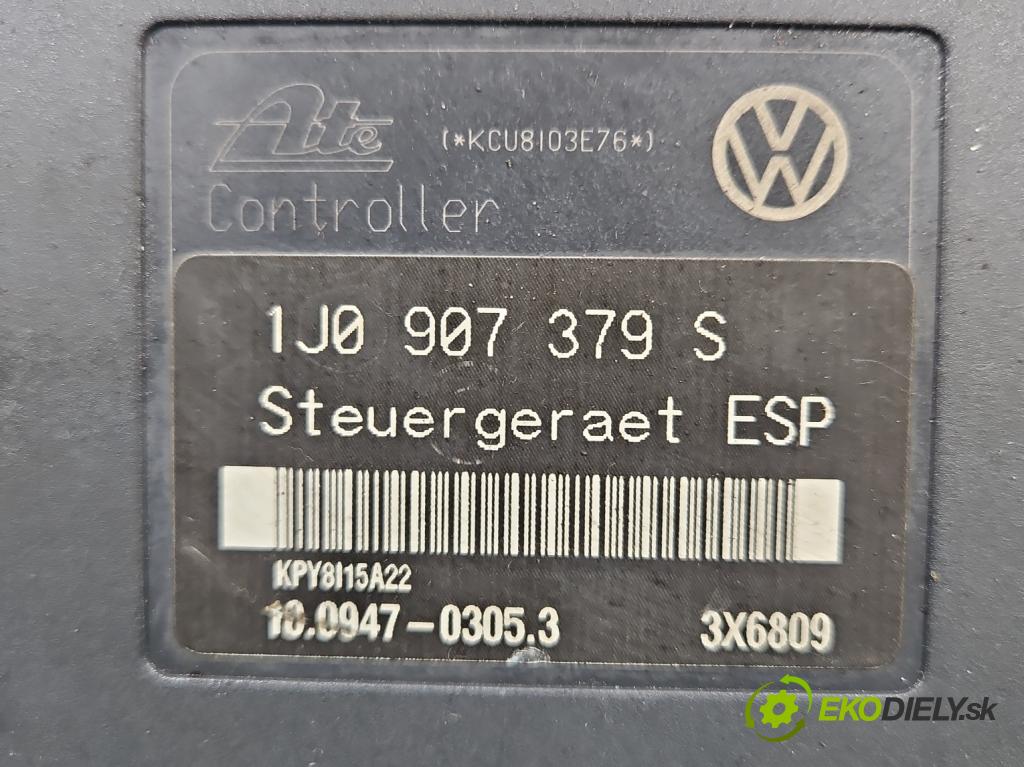 Ate (*KCU8I03E76*)
Controller
1J0 907 379 S
Steuergeraet ESP
KPY8I15A22
10.0947-0305.3 3X6809
EKODIELY.sk